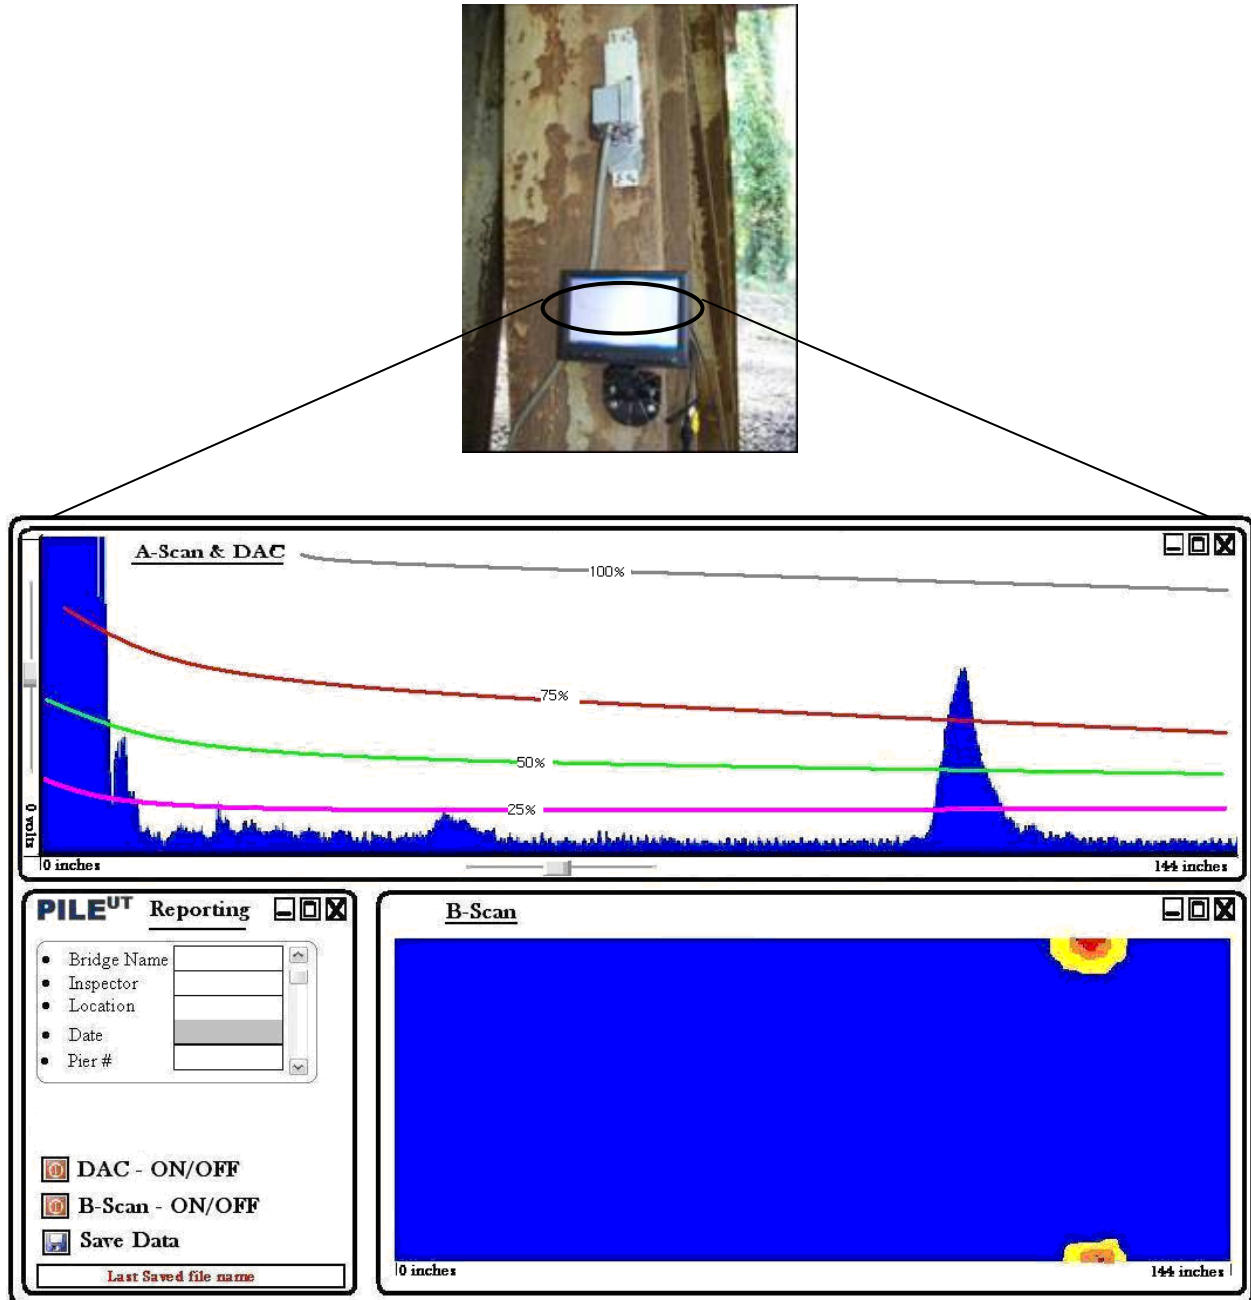 A-Scan & DAC
100%
75%
50%
25%
0 volts
0 inches
144 inches
PILEUT Reporting
Bridge Name
Inspector
Location
Date
Pier #
DAC - ON/OFF
B-Scan - ON/OFF
Save Data
Last Saved file name
B-Scan
0 inches
144 inches